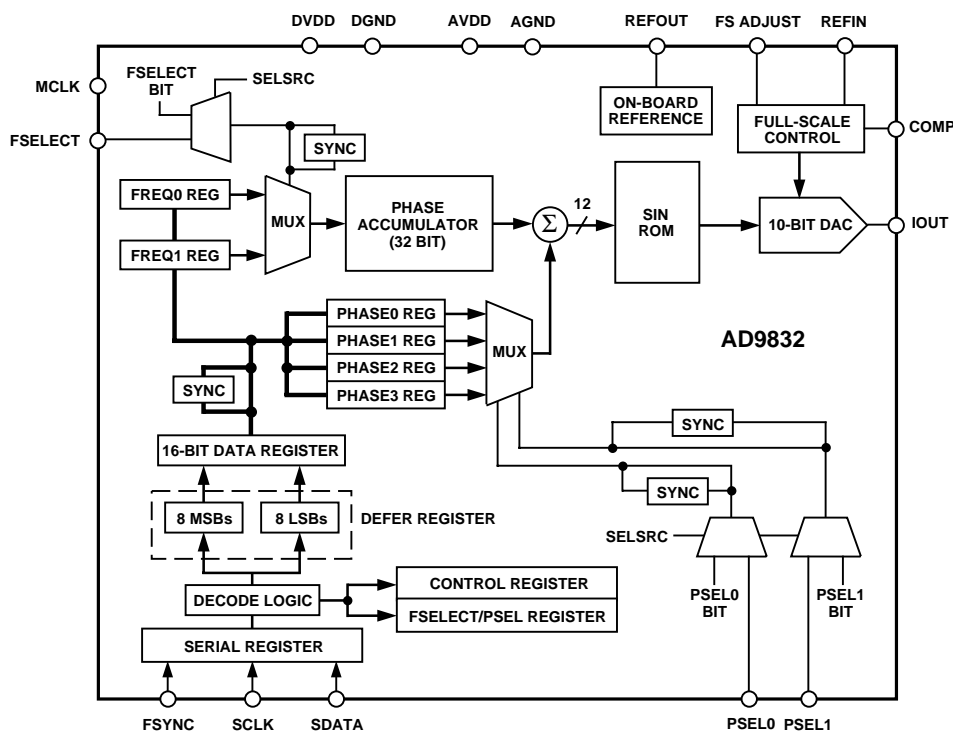 DVDD DGND AVDD AGND REFOUT FS ADJUST REFIN
MCLK
FSELECT
BIT
SELSRC
FSELECT
SYNC
ON-BOARD
REFERENCE
FULL-SCALE
CONTROL
COMP
FREQ0 REG
FREQ1 REG
MUX
PHASE
ACCUMULATOR
(32 BIT)
Σ
12
SIN
ROM
10-BIT DAC
IOUT
PHASE0 REG
PHASE1 REG
PHASE2 REG
PHASE3 REG
MUX
AD9832
SYNC
SYNC
SYNC
16-BIT DATA REGISTER
8 MSBs
8 LSBs
DEFER REGISTER
SELSRC
PSEL0
BIT
PSEL1
BIT
DECODE LOGIC
CONTROL REGISTER
FSELECT/PSEL REGISTER
SERIAL REGISTER
FSYNC SCLK SDATA PSEL0 PSEL1